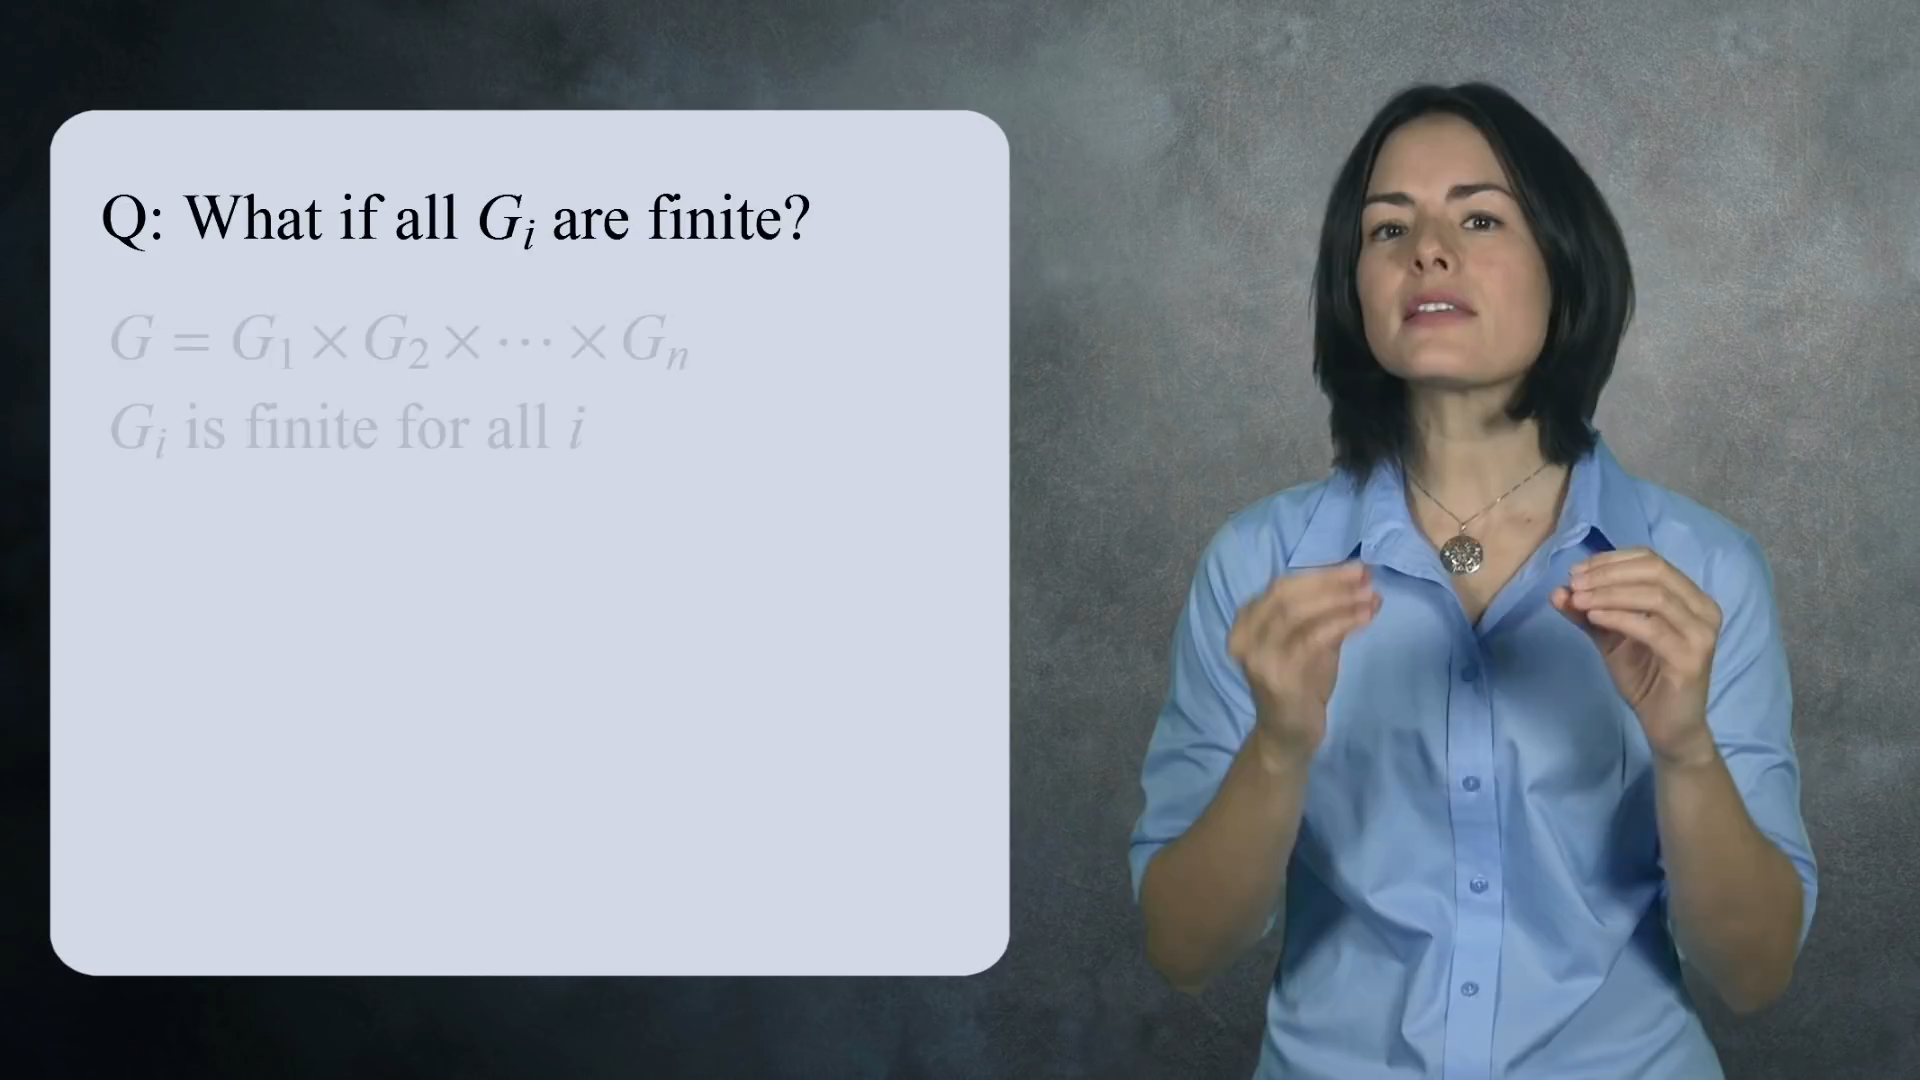 Q: What if all Gᵢ are finite?
G = G₁ × G₂ × ⋯ × Gₙ
Gᵢ is finite for all i